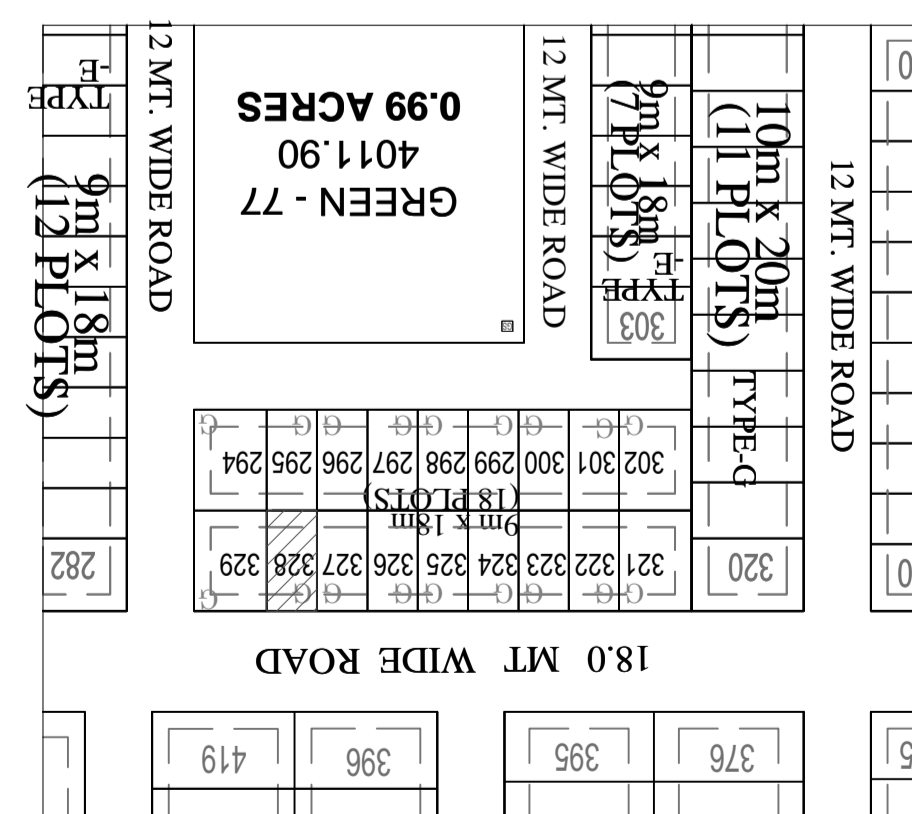 12 MT. WIDE ROAD
12 MT. WIDE ROAD
12 MT. WIDE ROAD
TYPE
-E
9m x 18m
(12 PLOTS)
282
GREEN - 77
4011.90
0.99 ACRES
9m x 18m
(7 PLOTS)
TYPE
-E
303
10m x 20m
(11 PLOTS)
TYPE-G
320
G G G G G G G G
302 301 300 299 298 297 296 295 294
9m x 18m
(18 PLOTS)
321 322 323 324 325 326 327 328 329
G G G G G G G G
18.0 MT WIDE ROAD
376 395 396 419